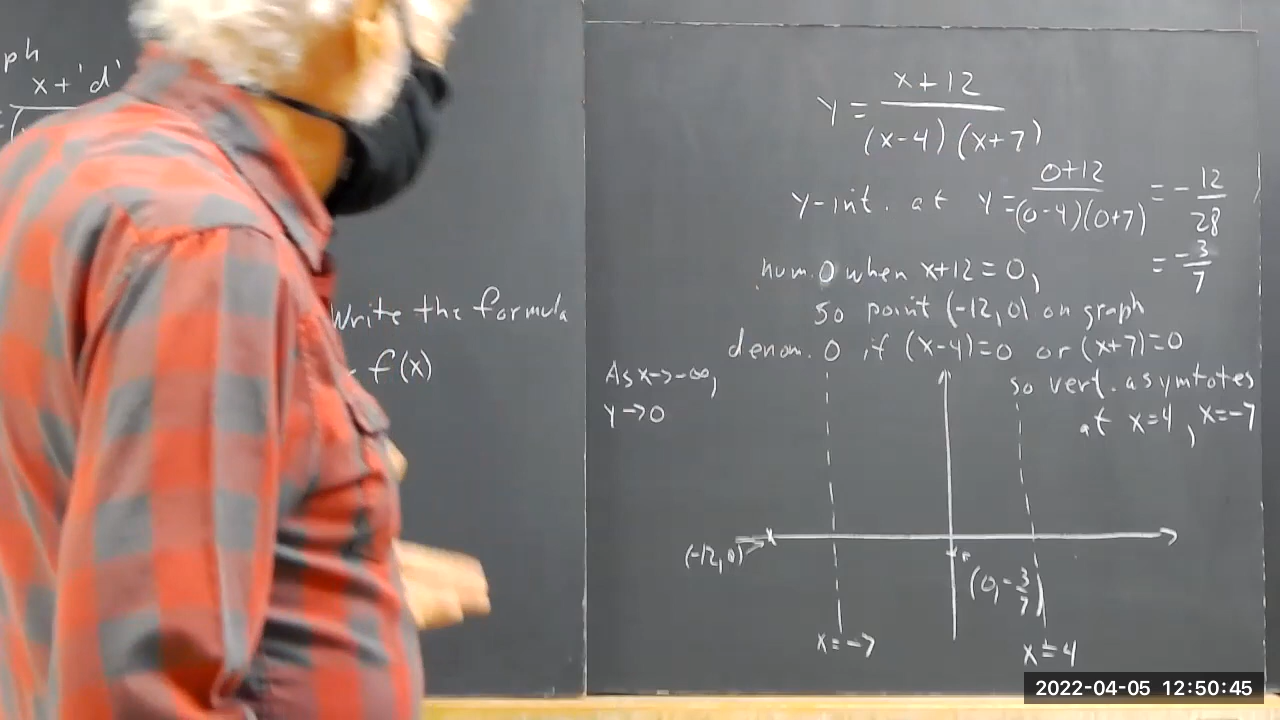 ph
x+'d'
Write the formula
f(x)
y = x+12
(x-4)(x+7)
y-int. at y = 0+12 = - 12
(0-4)(0+7) 28
= -3
7
num. 0 when x+12=0,
so point (-12,0) on graph
denom. 0 if (x-4)=0 or (x+7)=0
As x->-∞, so vert. asymtotes
y->0 at x=4, x=-7
(-12,0)
(0,-3/7)
x=-7
x=4
2022-04-05 12:50:45